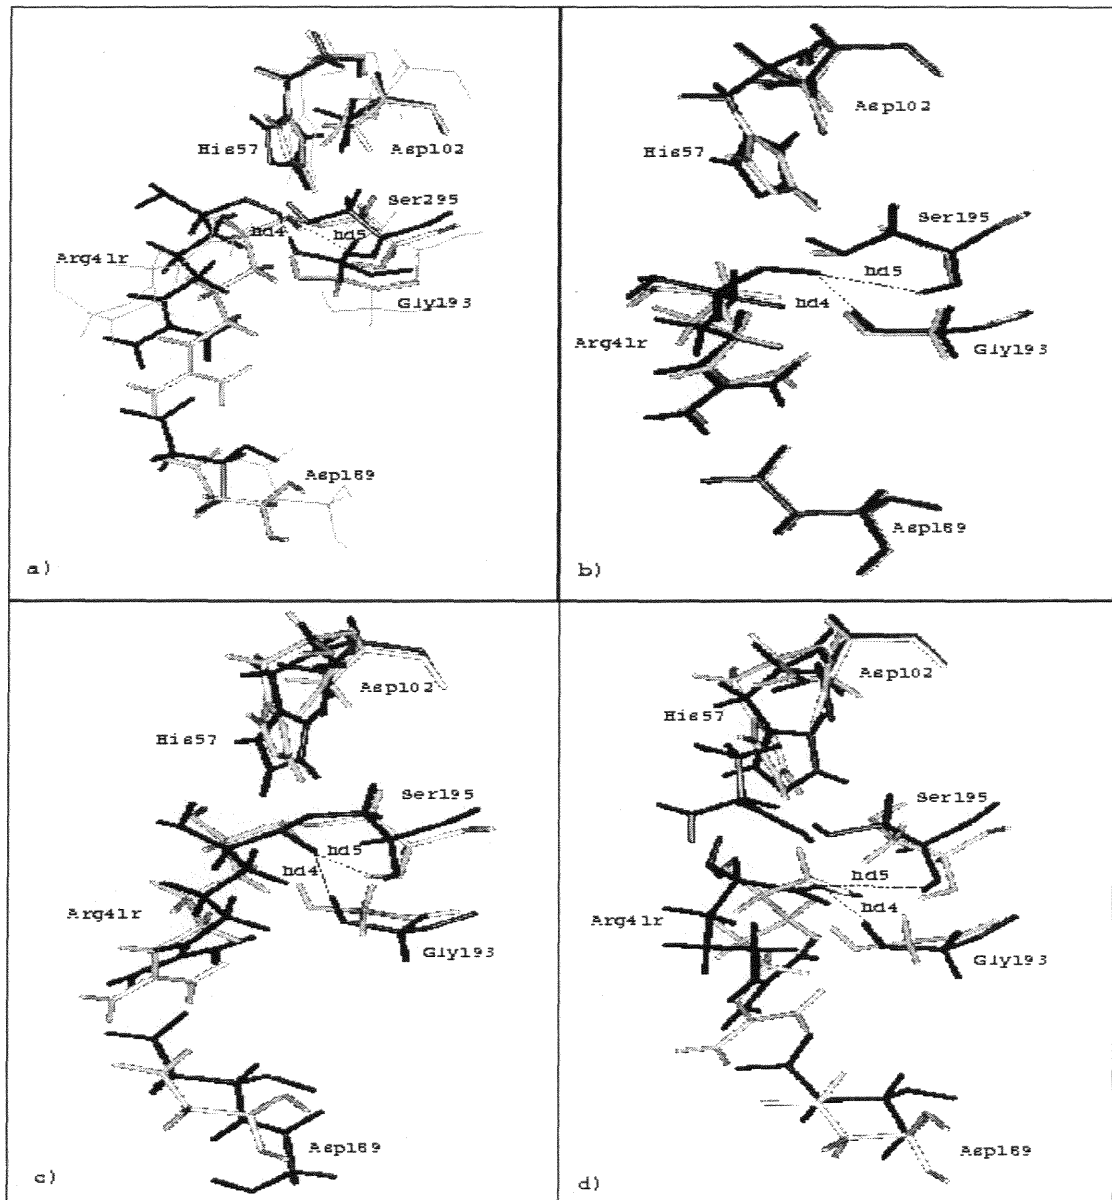 Asp102
His57
Ser295
hd4
hd5
Arg41r
Gly193
Asp189
a)
Asp102
His57
Ser195
hd5
hd4
Arg41r
Gly193
Asp189
b)
Asp102
His57
Ser195
hd5
hd4
Arg41r
Gly193
Asp189
c)
Asp102
His57
Ser195
hd5
hd4
Arg41r
Gly193
Asp189
d)